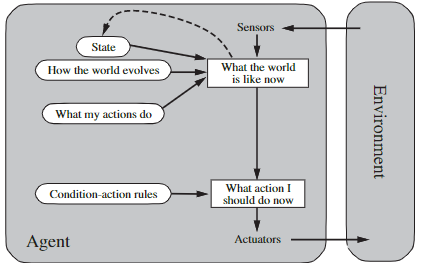 Sensors
State
How the world evolves
What the world
is like now
What my actions do
Environment
Condition-action rules
What action I
should do now
Agent
Actuators